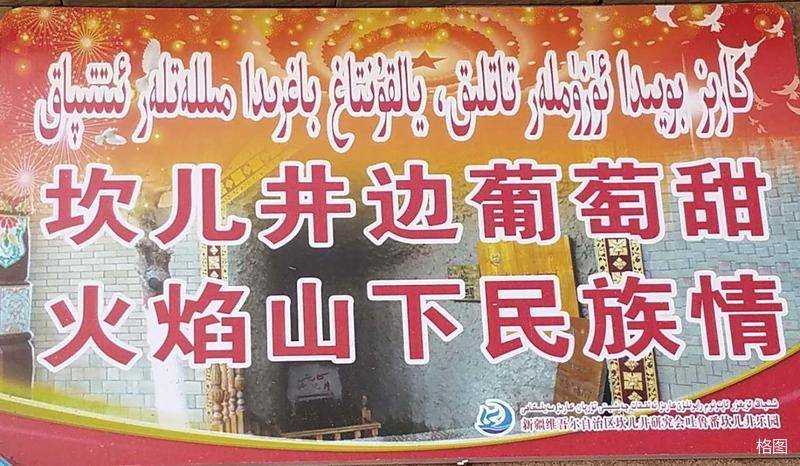 كارىز بويىدا ئۈزۈملەر تاتلىق، يالقۇنتاغ باغرىدا مىللەتلەر ئىتتىپاق
坎儿井边葡萄甜
火焰山下民族情
新疆维吾尔自治区坎儿井研究会吐鲁番坎儿井乐园
格图